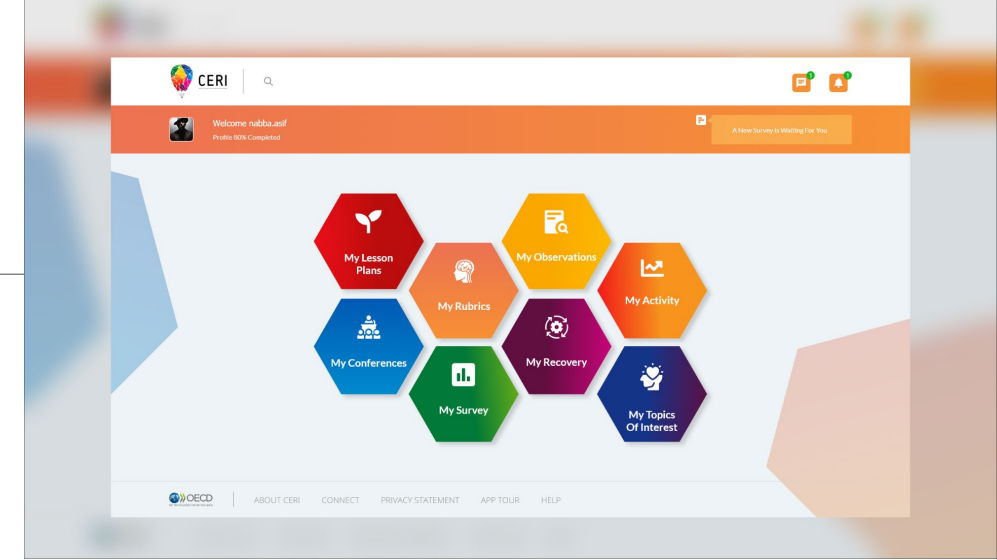 CERI
1
1
Welcome nabba.asif
Profile 80% Completed
A New Survey Is Waiting For You
My Lesson
Plans
My Observations
My Rubrics
My Activity
My Conferences
My Recovery
My Survey
My Topics
Of Interest
OECD
ABOUT CERI
CONNECT
PRIVACY STATEMENT
APP TOUR
HELP